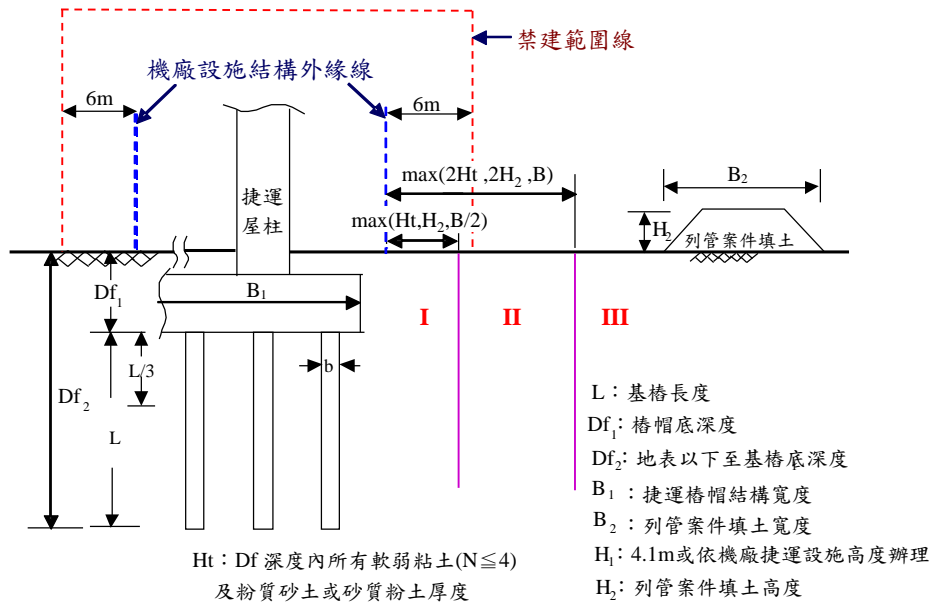 禁建範圍線
機廠設施結構外緣線
6m
6m
max(2Ht ,2H₂ ,B)
B₂
捷運
屋柱
max(Ht,H₂,B/2)
H₂
列管案件填土
Df₁
B₁
I
II
III
L/3
b
Df₂
L
L：基樁長度
Df₁：樁帽底深度
Df₂：地表以下至基樁底深度
B₁：捷運樁帽結構寬度
B₂：列管案件填土寬度
H₁：4.1m或依機廠捷運設施高度辦理
H₂：列管案件填土高度
Ht：Df 深度內所有軟弱粘土(N≦4)
及粉質砂土或砂質粉土厚度